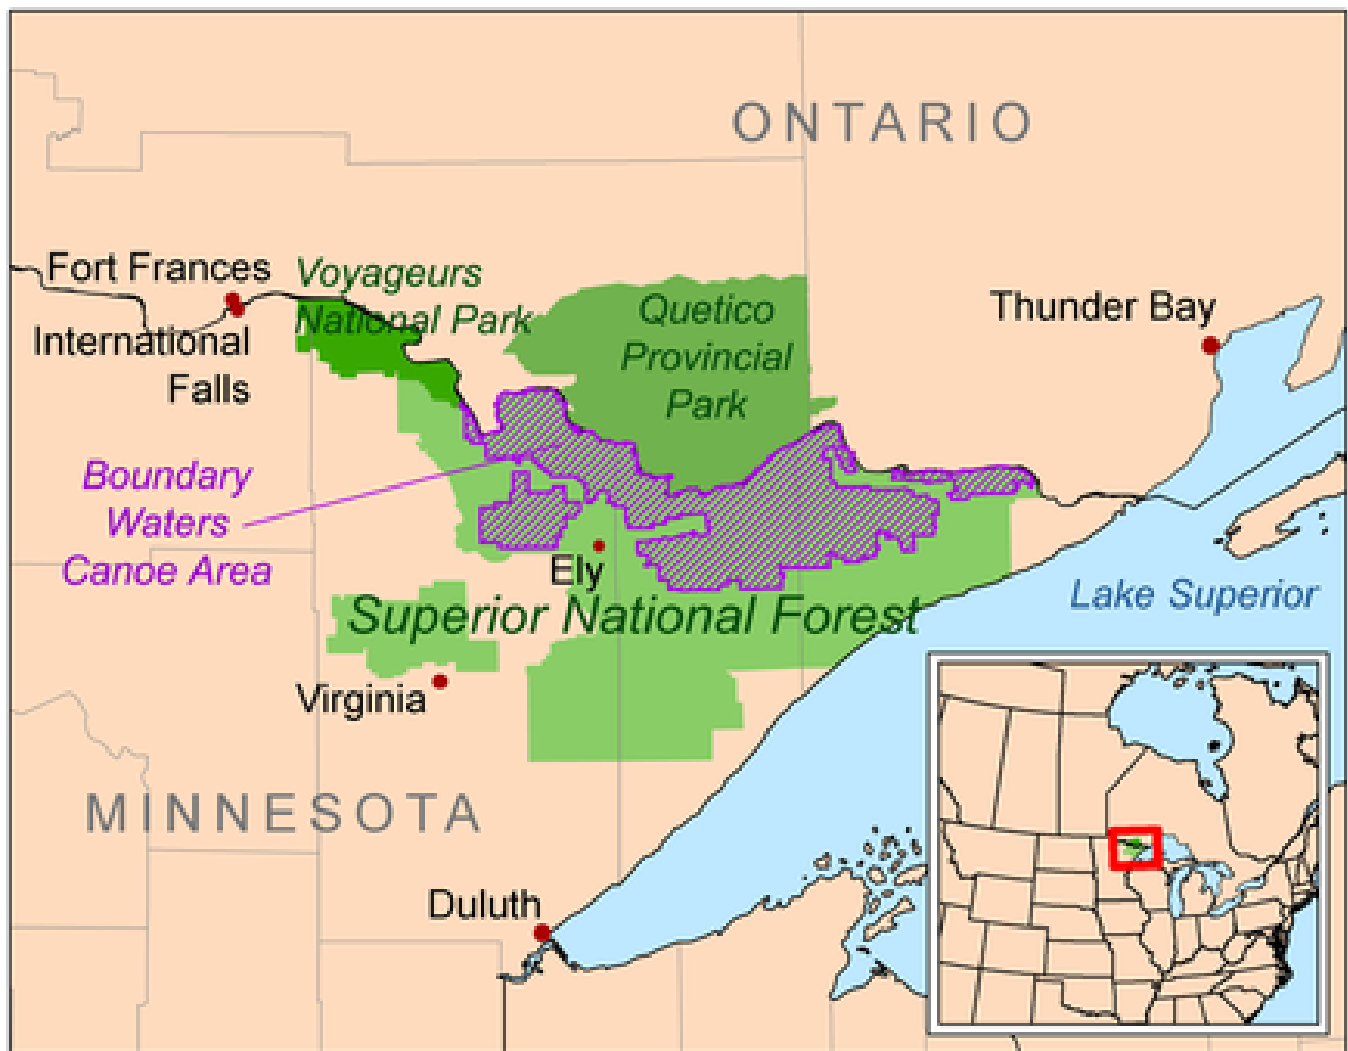 ONTARIO
Fort Frances
Voyageurs
National Park
Quetico
Provincial
Park
Thunder Bay
International
Falls
Boundary
Waters
Canoe Area
Ely
Lake Superior
Superior National Forest
Virginia
MINNESOTA
Duluth